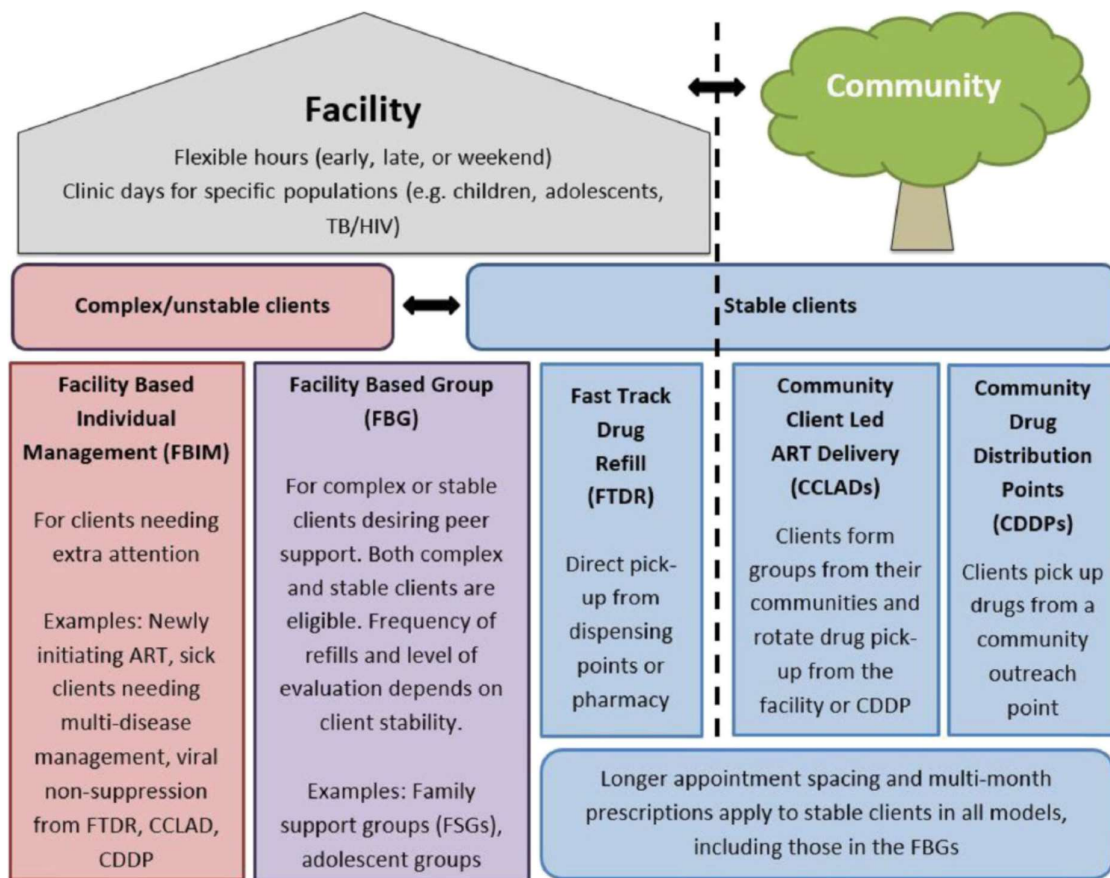 Facility
Flexible hours (early, late, or weekend)
Clinic days for specific populations (e.g. children, adolescents,
TB/HIV)
Community
Complex/unstable clients
Stable clients
Facility Based
Individual
Management (FBIM)
For clients needing
extra attention
Examples: Newly
initiating ART, sick
clients needing
multi-disease
management, viral
non-suppression
from FTDR, CCLAD,
CDDP
Facility Based Group
(FBG)
For complex or stable
clients desiring peer
support. Both complex
and stable clients are
eligible. Frequency of
refills and level of
evaluation depends on
client stability.
Examples: Family
support groups (FSGs),
adolescent groups
Fast Track
Drug
Refill
(FTDR)
Direct pick-
up from
dispensing
points or
pharmacy
Community
Client Led
ART Delivery
(CCLADs)
Clients form
groups from their
communities and
rotate drug pick-
up from the
facility or CDDP
Community
Drug
Distribution
Points
(CDDPs)
Clients pick up
drugs from a
community
outreach
point
Longer appointment spacing and multi-month
prescriptions apply to stable clients in all models,
including those in the FBGs